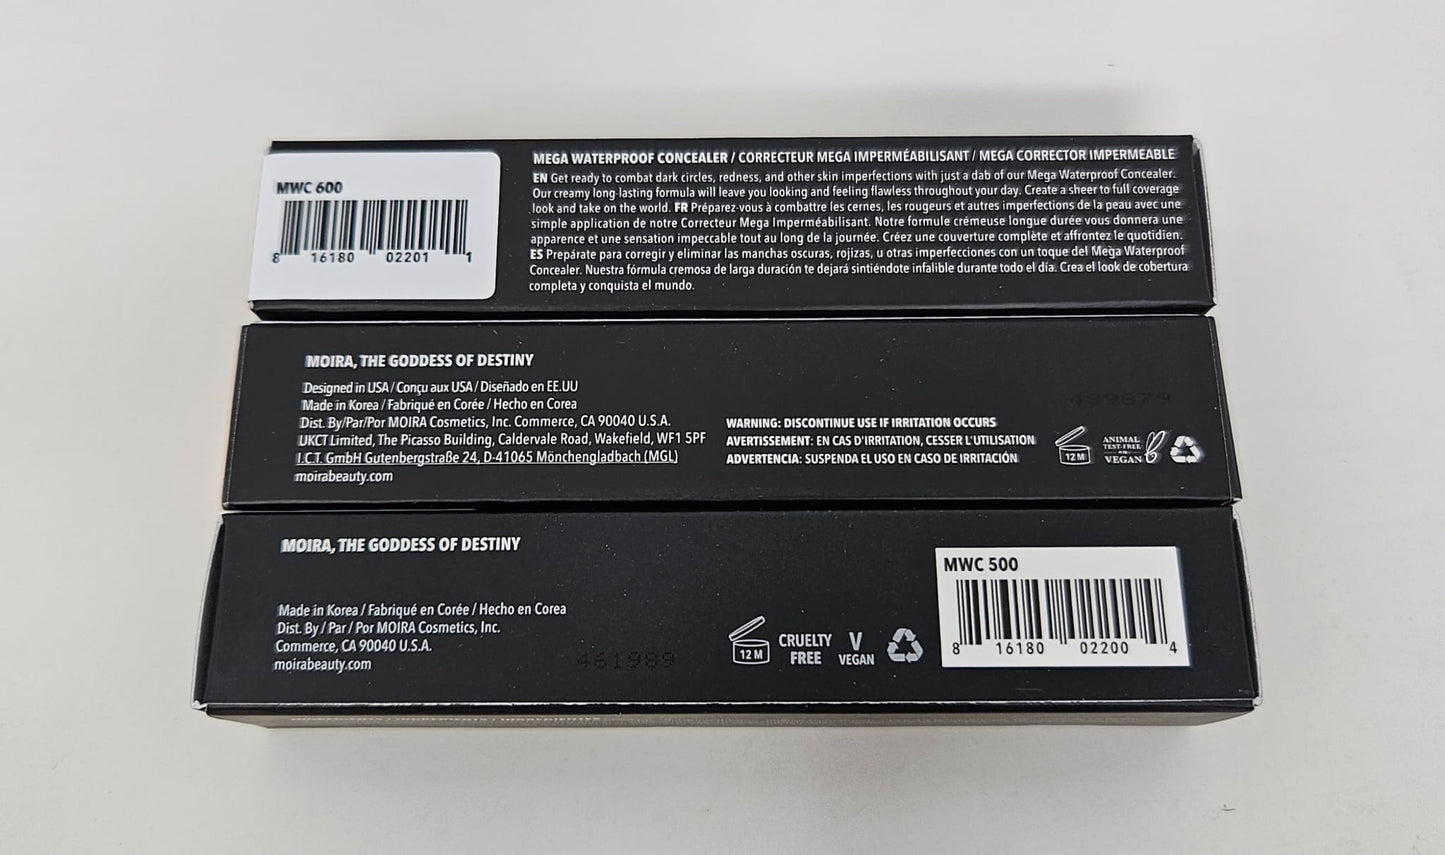 MWC 600
8 16180 02201 1
MEGA WATERPROOF CONCEALER / CORRECTEUR MEGA IMPERMÉABILISANT / MEGA CORRECTOR IMPERMEABLE
EN Get ready to combat dark circles, redness, and other skin imperfections with just a dab of our Mega Waterproof Concealer.
Our creamy long-lasting formula will leave you looking and feeling flawless throughout your day. Create a sheer to full coverage
look and take on the world. FR Préparez-vous à combattre les cernes, les rougeurs et autres imperfections de la peau avec une
simple application de notre Correcteur Mega Imperméabilisant. Notre formule crémeuse longue durée vous donnera une
apparence et une sensation impeccable tout au long de la journée. Créez une couverture complète et affrontez le quotidien.
ES Prepárate para corregir y eliminar las manchas oscuras, rojizas, u otras imperfecciones con un toque del Mega Waterproof
Concealer. Nuestra fórmula cremosa de larga duración te dejará sintiéndote infalible durante todo el día. Crea el look de cobertura
completa y conquista el mundo.
MOIRA, THE GODDESS OF DESTINY
Designed in USA / Conçu aux USA / Diseñado en EE.UU
Made in Korea / Fabriqué en Corée / Hecho en Corea
Dist. By/Par/Por MOIRA Cosmetics, Inc. Commerce, CA 90040 U.S.A.
UKCT Limited, The Picasso Building, Caldervale Road, Wakefield, WF1 5PF
I.C.T. GmbH Gutenbergstraße 24, D-41065 Mönchengladbach (MGL)
moirabeauty.com
WARNING: DISCONTINUE USE IF IRRITATION OCCURS
AVERTISSEMENT: EN CAS D'IRRITATION, CESSER L'UTILISATION
ADVERTENCIA: SUSPENDA EL USO EN CASO DE IRRITACIÓN
489879
12 M
ANIMAL
TEST-FREE
VEGAN
MOIRA, THE GODDESS OF DESTINY
Made in Korea / Fabriqué en Corée / Hecho en Corea
Dist. By / Par / Por MOIRA Cosmetics, Inc.
Commerce, CA 90040 U.S.A.
moirabeauty.com
461989
12 M
CRUELTY
FREE
V
VEGAN
MWC 500
8 16180 02200 4